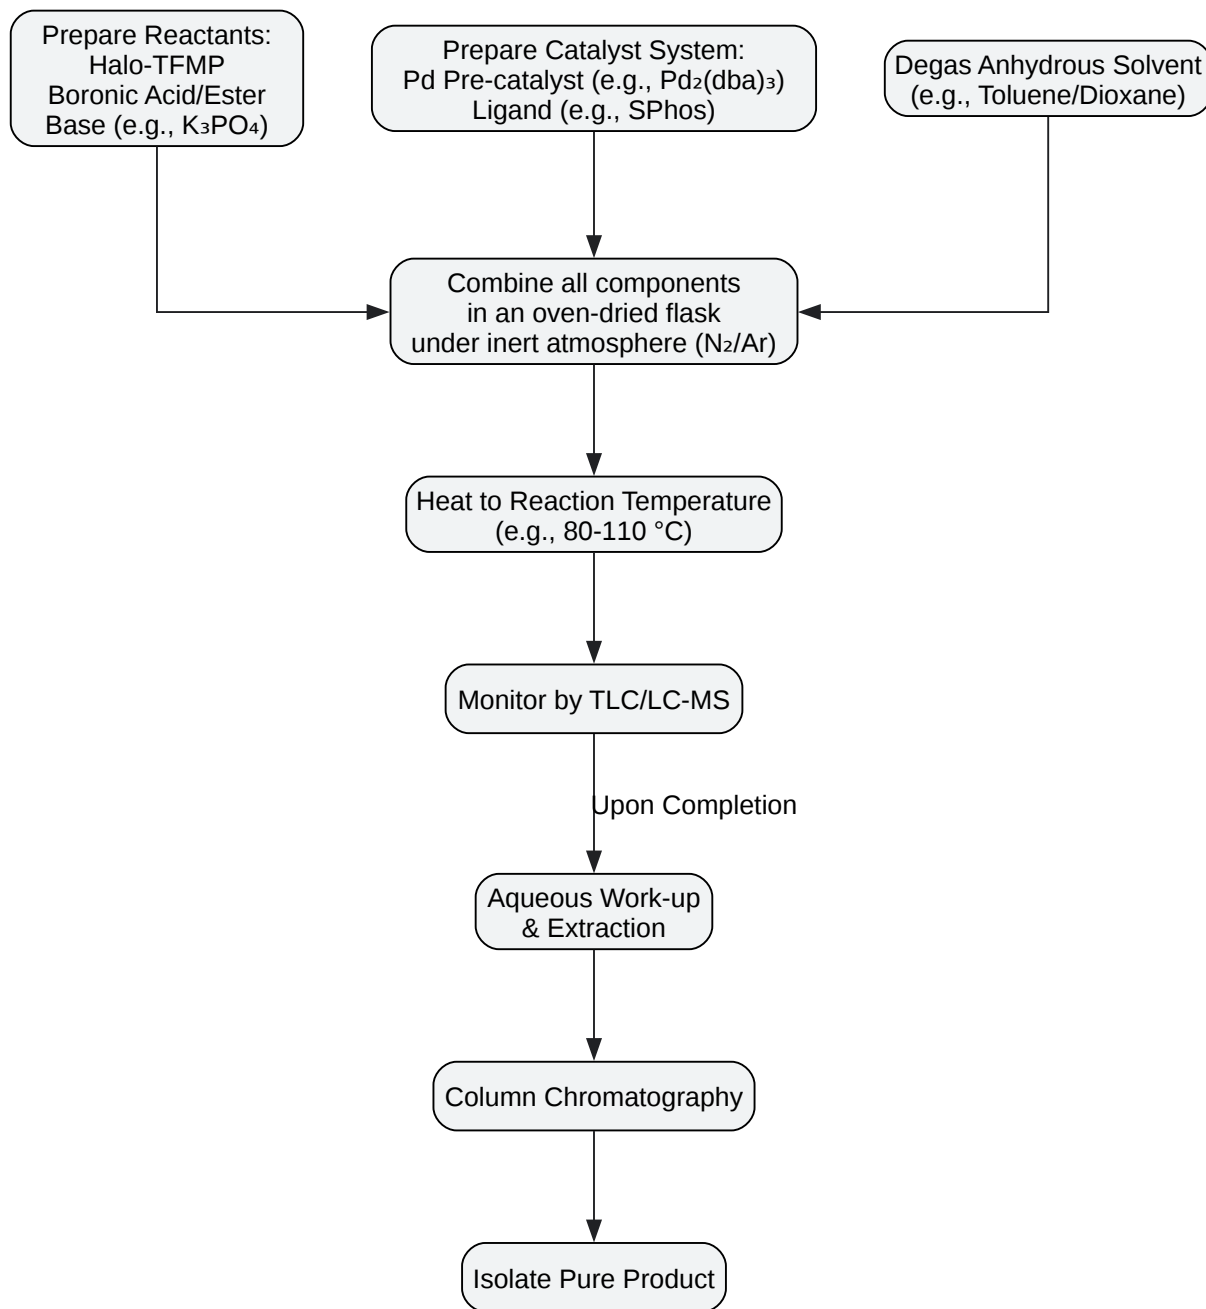 Prepare Reactants:
Halo-TFMP
Boronic Acid/Ester
Base (e.g., K₃PO₄)
Prepare Catalyst System:
Pd Pre-catalyst (e.g., Pd₂(dba)₃)
Ligand (e.g., SPhos)
Degas Anhydrous Solvent
(e.g., Toluene/Dioxane)
Combine all components
in an oven-dried flask
under inert atmosphere (N₂/Ar)
Heat to Reaction Temperature
(e.g., 80-110 °C)
Monitor by TLC/LC-MS
Upon Completion
Aqueous Work-up
& Extraction
Column Chromatography
Isolate Pure Product